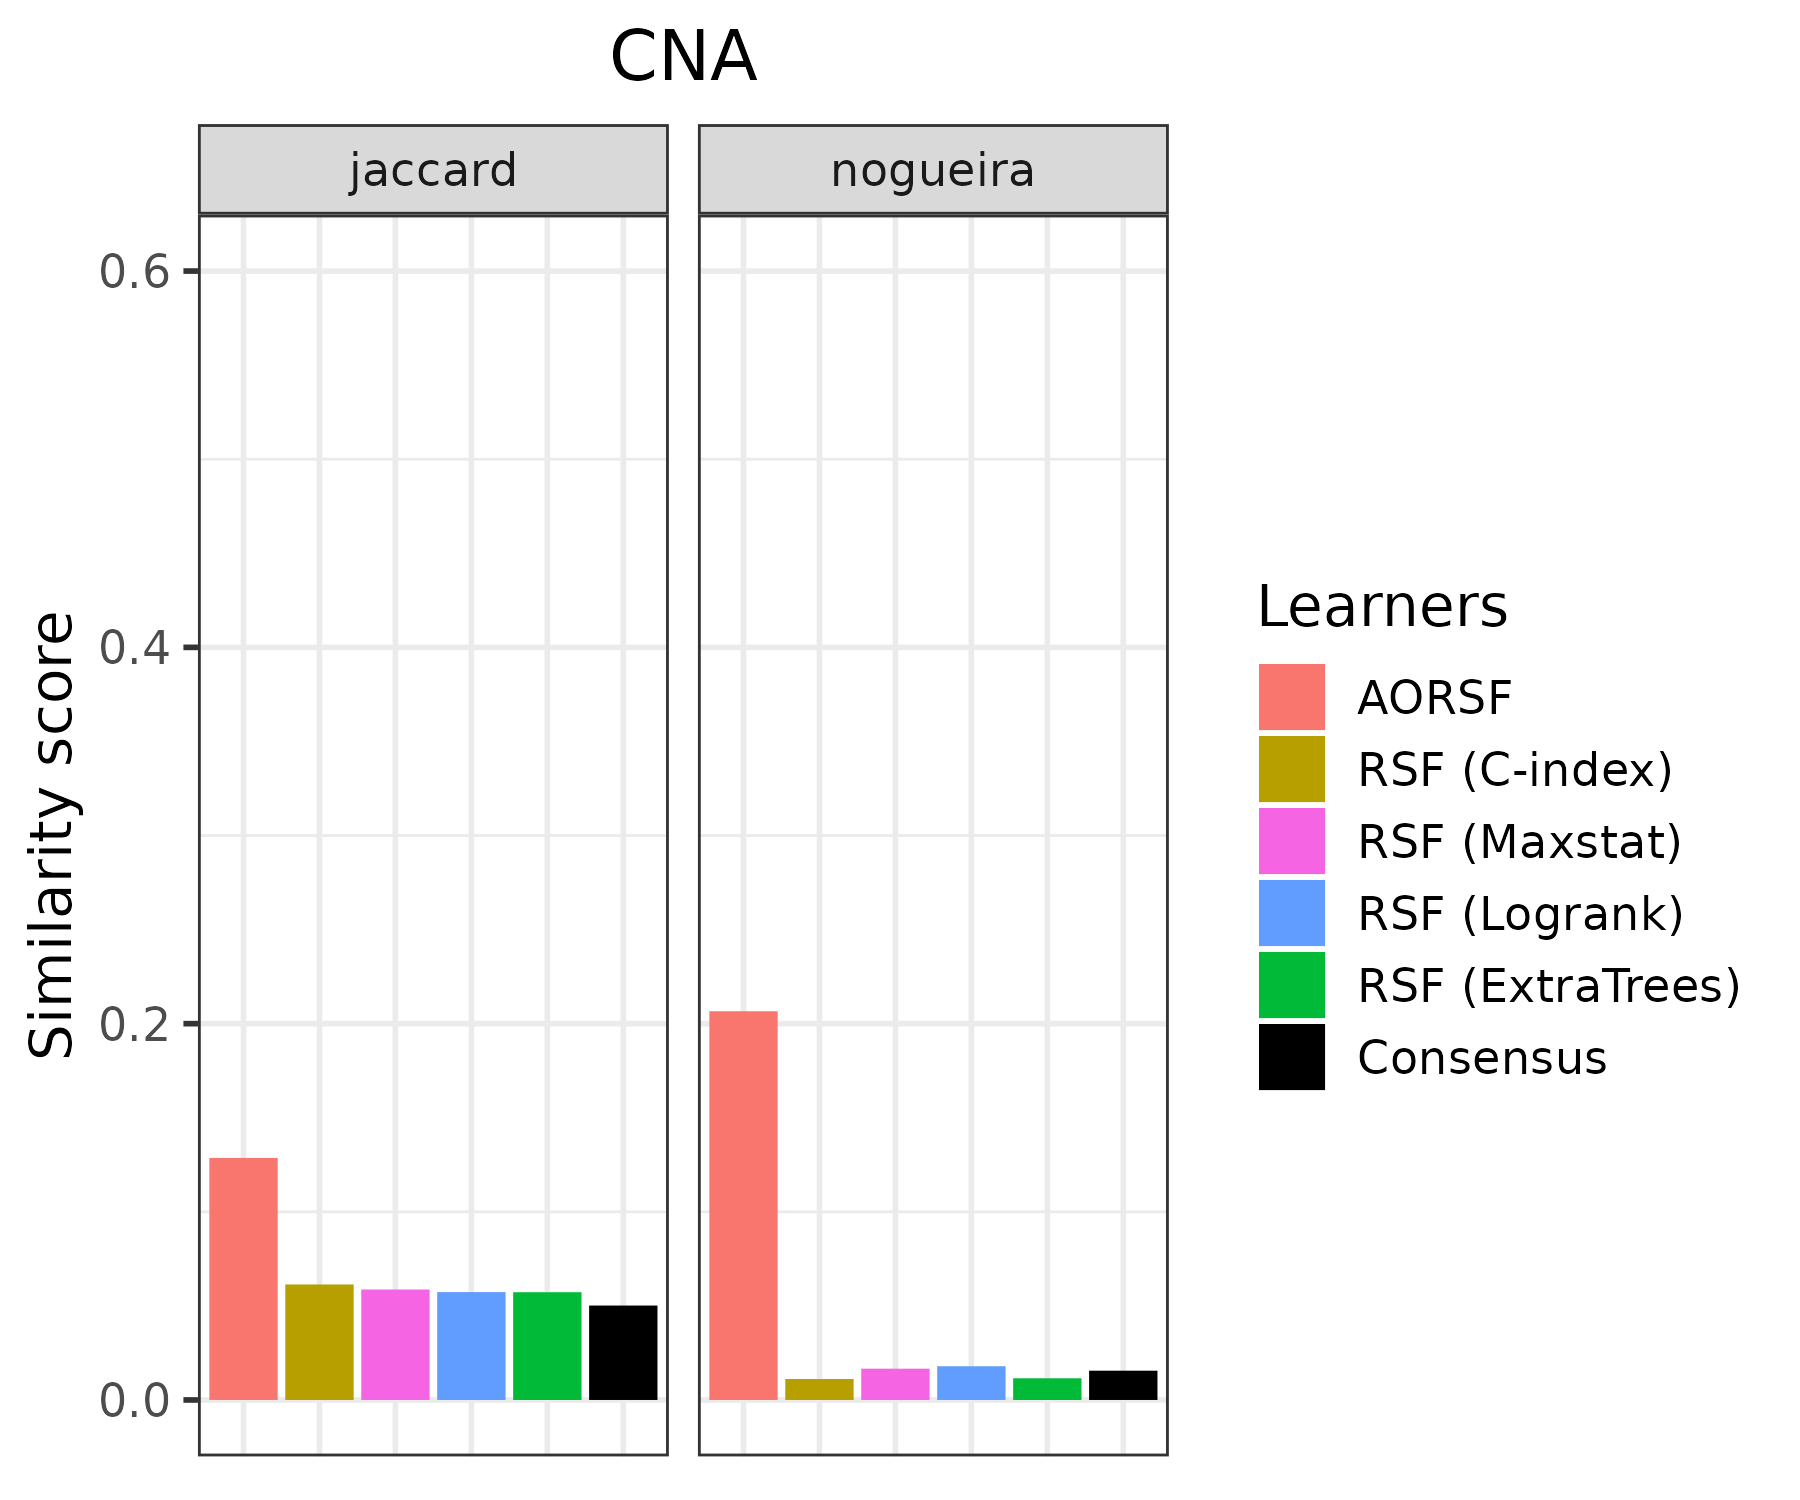 CNA
jaccard
nogueira
0.6
0.4
0.2
0.0
Similarity score
Learners
AORSF
RSF (C-index)
RSF (Maxstat)
RSF (Logrank)
RSF (ExtraTrees)
Consensus